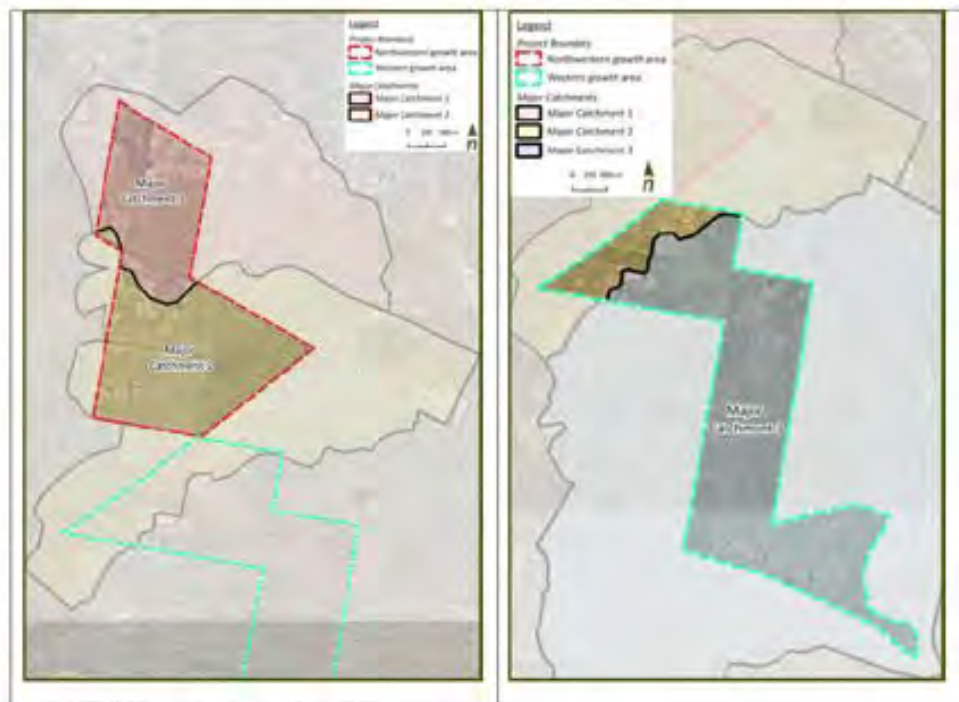 Legend
Project Boundary
Northwestern growth area
Western growth area
Major Catchments
Major Catchment 1
Major Catchment 2
n
Major
Catchment
Major
Catchment 2
Legend
Project Boundary
Northwestern growth area
Western growth area
Major Catchments
Major Catchment 1
Major Catchment 2
Major Catchment 3
n
Major
Catchment